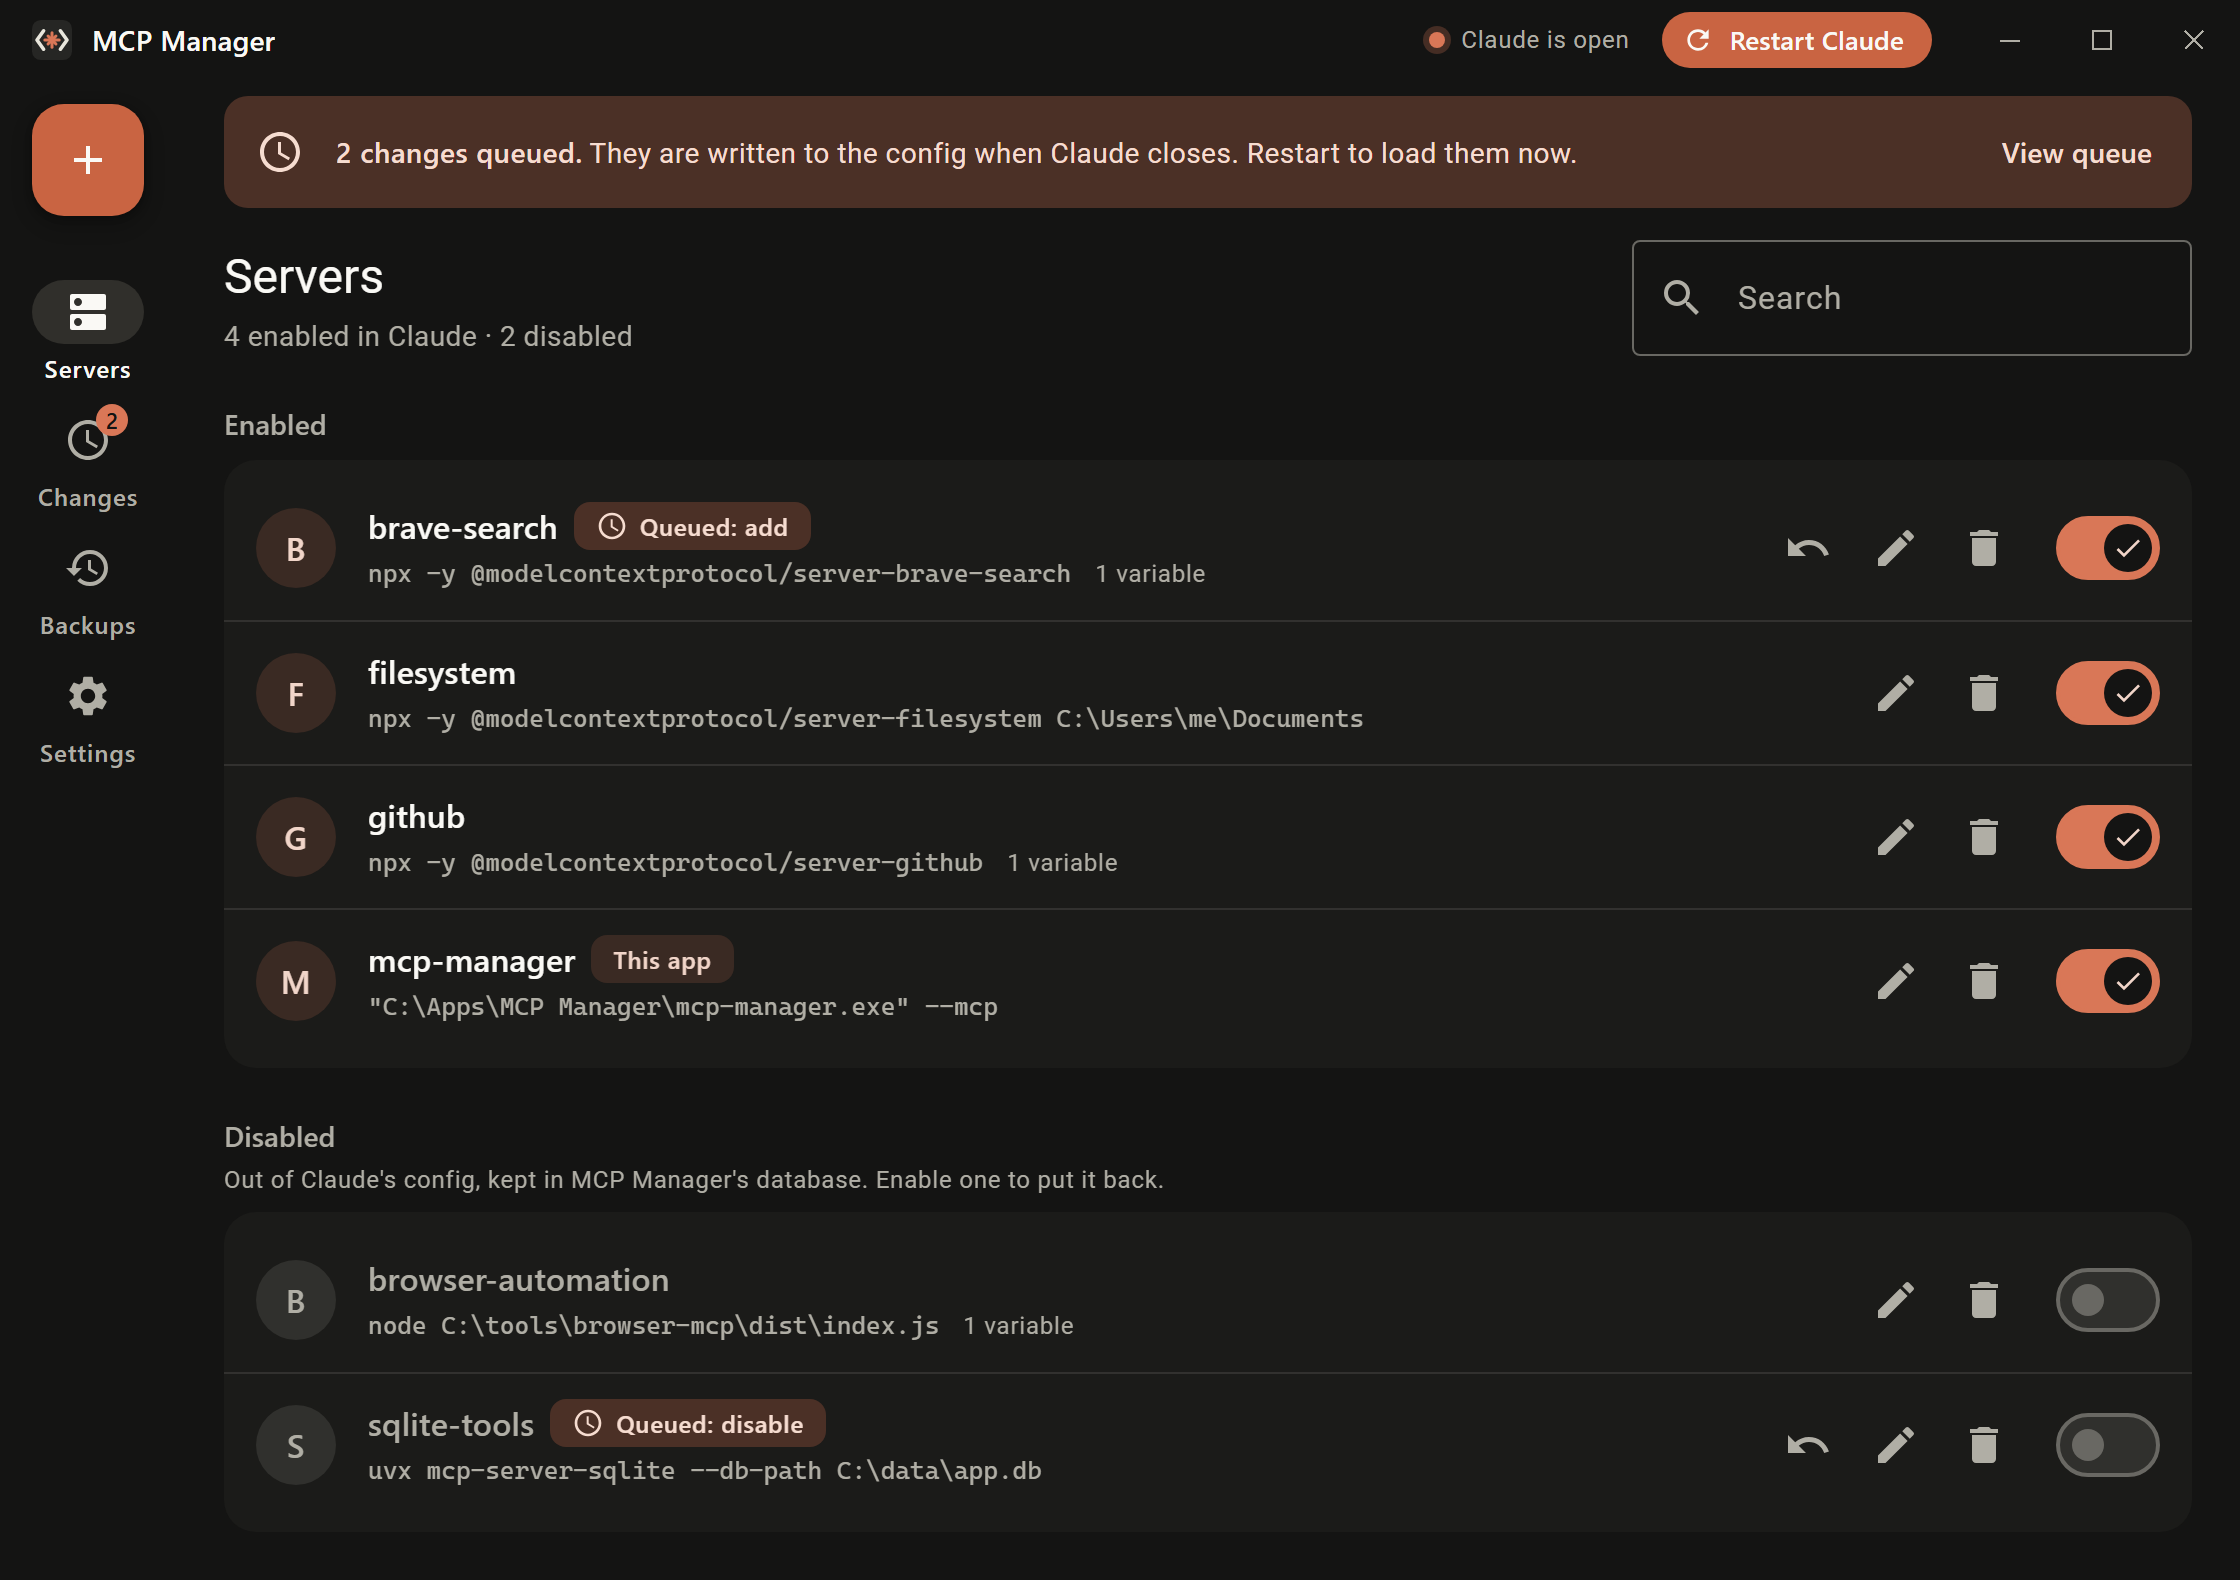 MCP Manager
Claude is open
Restart Claude
2 changes queued. They are written to the config when Claude closes. Restart to load them now.
View queue
Servers
4 enabled in Claude · 2 disabled
Search
Servers
2
Changes
Backups
Settings
Enabled
B
brave-search
Queued: add
npx -y @modelcontextprotocol/server-brave-search 1 variable
F
filesystem
npx -y @modelcontextprotocol/server-filesystem C:\Users\me\Documents
G
github
npx -y @modelcontextprotocol/server-github 1 variable
M
mcp-manager
This app
"C:\Apps\MCP Manager\mcp-manager.exe" --mcp
Disabled
Out of Claude's config, kept in MCP Manager's database. Enable one to put it back.
B
browser-automation
node C:\tools\browser-mcp\dist\index.js 1 variable
S
sqlite-tools
Queued: disable
uvx mcp-server-sqlite --db-path C:\data\app.db